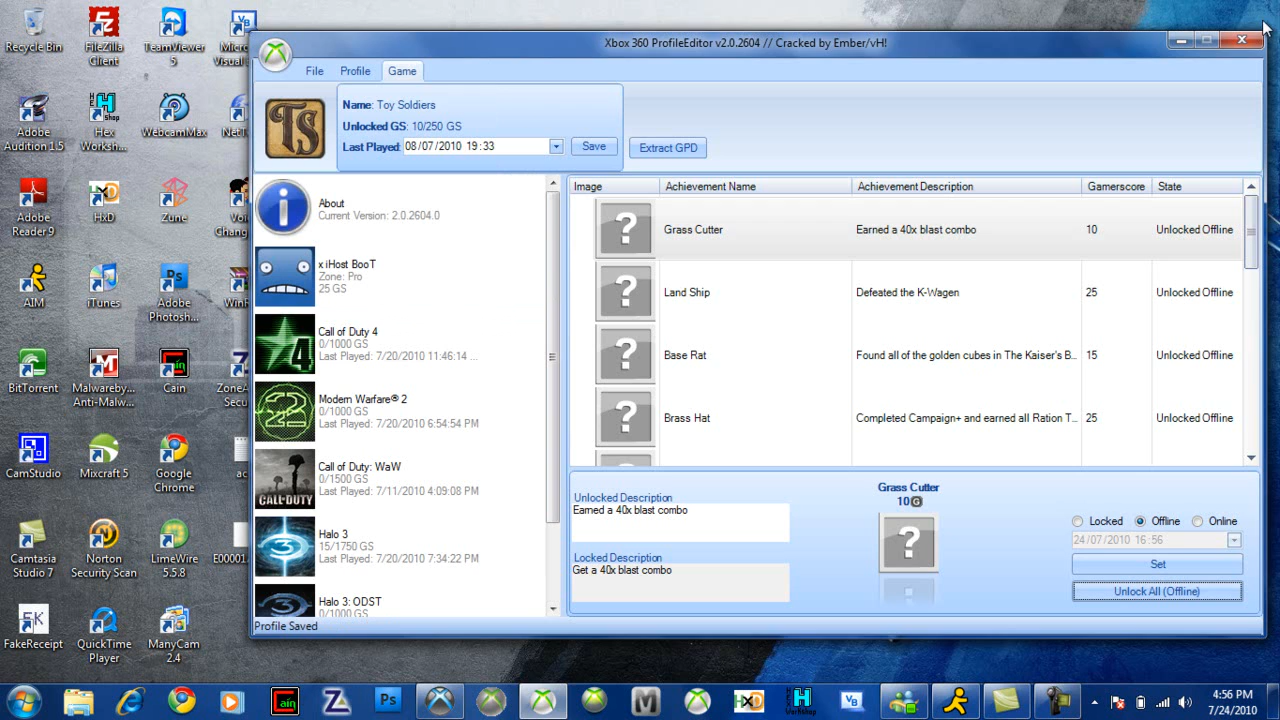 Xbox 360 ProfileEditor v2.0.2604 // Cracked by Ember/vH!
File
Profile
Game
TS
Name: Toy Soldiers
Unlocked GS: 10/250 GS
Last Played: 08/07/2010 19:33
Save
Extract GPD
About
Current Version: 2.0.2604.0
x iHost BooT
Zone: Pro
25 GS
Call of Duty 4
0/1000 GS
Last Played: 7/20/2010 11:46:14 ...
Modern Warfare® 2
0/1000 GS
Last Played: 7/20/2010 6:54:54 PM
CALL·DUTY
Call of Duty: WaW
0/1500 GS
Last Played: 7/11/2010 4:09:08 PM
Halo 3
15/1750 GS
Last Played: 7/20/2010 7:34:22 PM
Halo 3: ODST
0/1000 GS
Image Achievement Name Achievement Description Gamerscore State
Grass Cutter Earned a 40x blast combo 10 Unlocked Offline
Land Ship Defeated the K-Wagen 25 Unlocked Offline
Base Rat Found all of the golden cubes in The Kaiser's B... 15 Unlocked Offline
Brass Hat Completed Campaign+ and earned all Ration T... 25 Unlocked Offline
Unlocked Description
Earned a 40x blast combo
Locked Description
Get a 40x blast combo
Grass Cutter
10G
Locked Offline Online
24/07/2010 16:56
Set
Unlock All (Offline)
Profile Saved
Recycle Bin
FileZilla
Client
TeamViewer
5
Micr
Visual
Adobe
Audition 1.5
Hex
Worksh...
WebcamMax
NetT
Adobe
Reader 9
HxD
Zune
Voi
Chang
AIM
iTunes
Adobe
Photosh...
WinR
BitTorrent
Malwareby...
Anti-Malw...
Cain
ZoneA
Secu
CamStudio
Mixcraft 5
Google
Chrome
ac
Camtasia
Studio 7
Norton
Security Scan
LimeWire
5.5.8
E00001
FakeReceipt
QuickTime
Player
ManyCam
2.4
4:56 PM
7/24/2010